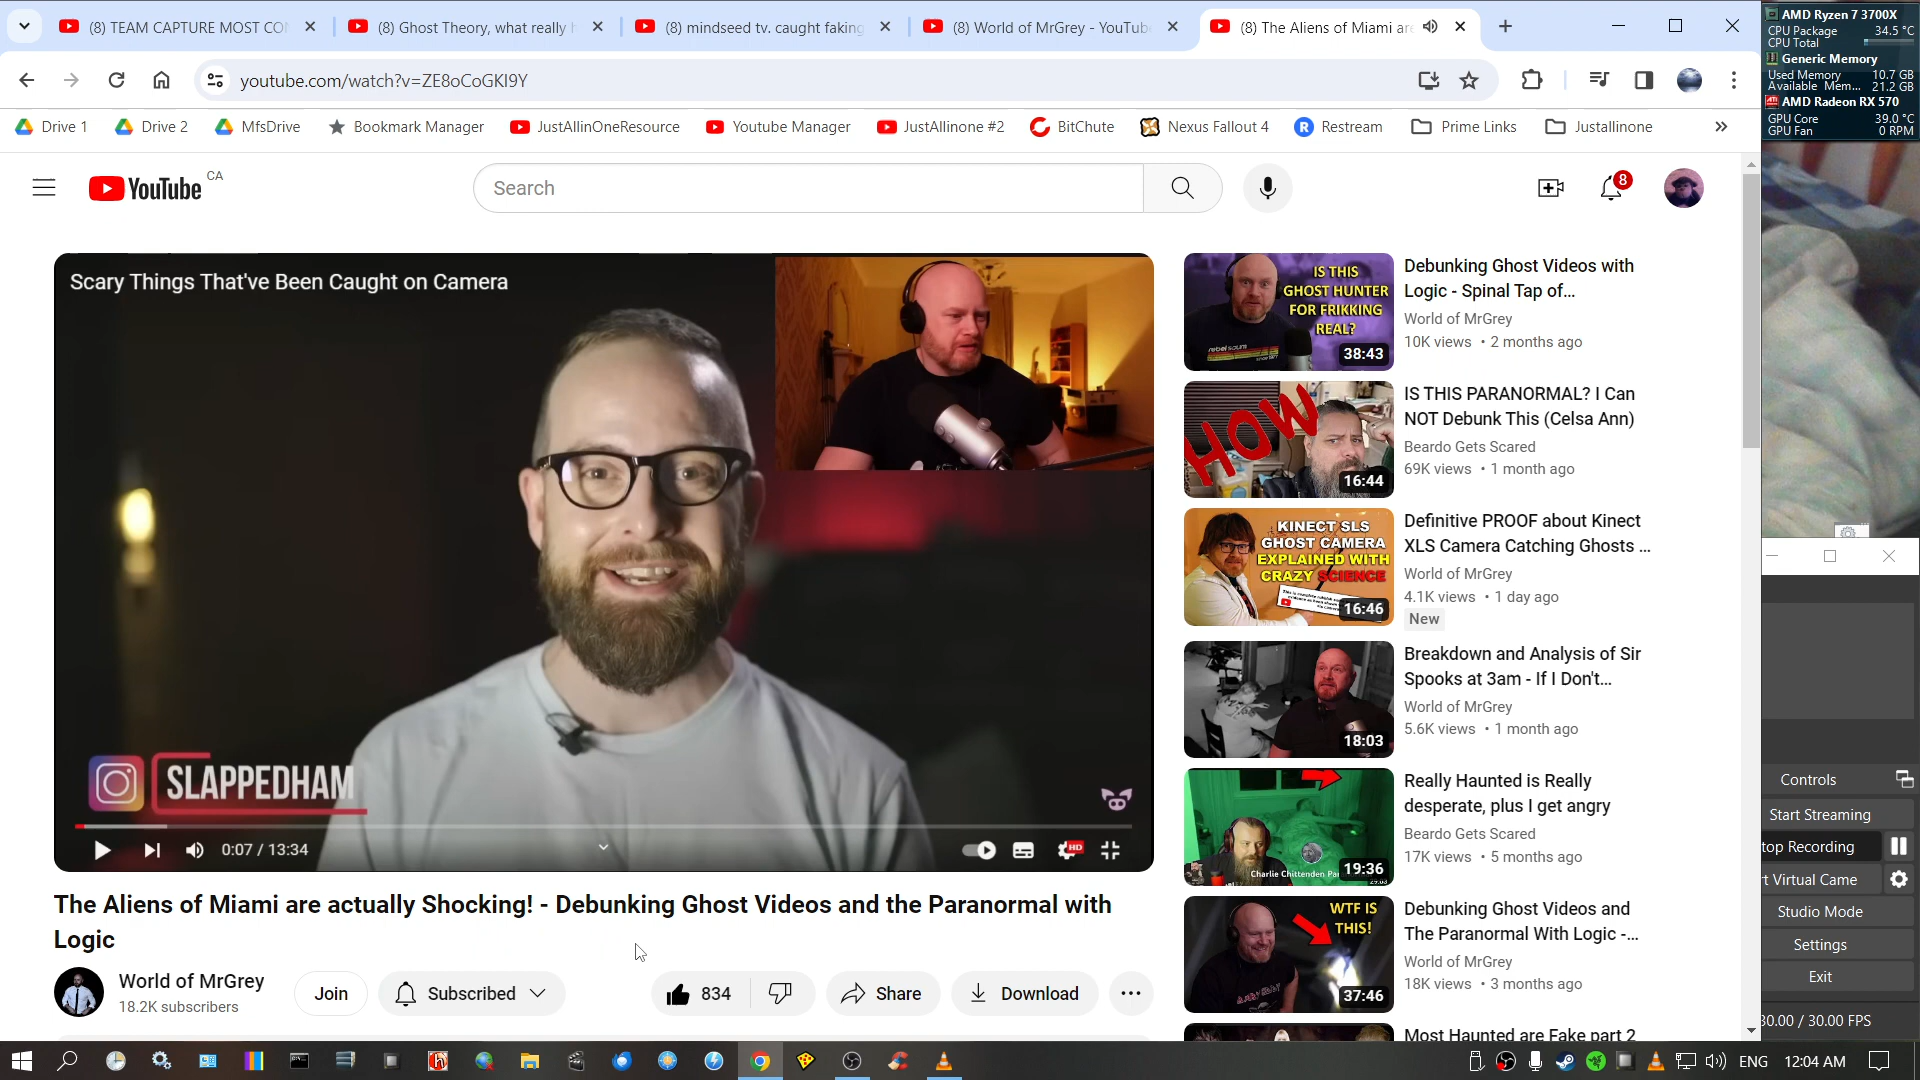 (8) TEAM CAPTURE MOST CO
(8) Ghost Theory, what really
(8) mindseed tv. caught faking
(8) World of MrGrey - YouTub
(8) The Aliens of Miami are
youtube.com/watch?v=ZE8oCoGKI9Y
Drive 1
Drive 2
MfsDrive
Bookmark Manager
JustAllinOneResource
Youtube Manager
JustAllinone #2
BitChute
Nexus Fallout 4
Restream
Prime Links
Justallinone
AMD Ryzen 7 3700X
CPU Package 34.5 °C
CPU Total
Generic Memory
Used Memory 10.7 GB
Available Mem... 21.2 GB
AMD Radeon RX 570
GPU Core 39.0 °C
GPU Fan 0 RPM
YouTube CA
Search
8
Scary Things That've Been Caught on Camera
SLAPPEDHAM
0:07 / 13:34
HD
The Aliens of Miami are actually Shocking! - Debunking Ghost Videos and the Paranormal with
Logic
World of MrGrey
18.2K subscribers
Join
Subscribed
834
Share
Download
IS THIS
GHOST HUNTER
FOR FRIKKING
REAL?
38:43
Debunking Ghost Videos with
Logic - Spinal Tap of...
World of MrGrey
10K views • 2 months ago
HOW
16:44
IS THIS PARANORMAL? I Can
NOT Debunk This (Celsa Ann)
Beardo Gets Scared
69K views • 1 month ago
KINECT SLS
GHOST CAMERA
EXPLAINED WITH
CRAZY SCIENCE
16:46
Definitive PROOF about Kinect
XLS Camera Catching Ghosts ...
World of MrGrey
4.1K views • 1 day ago
New
18:03
Breakdown and Analysis of Sir
Spooks at 3am - If I Don't...
World of MrGrey
5.6K views • 1 month ago
Charlie Chittenden Pa
19:36
Really Haunted is Really
desperate, plus I get angry
Beardo Gets Scared
17K views • 5 months ago
WTF IS
THIS!
37:46
Debunking Ghost Videos and
The Paranormal With Logic -...
World of MrGrey
18K views • 3 months ago
Most Haunted are Fake part 2
Controls
Start Streaming
top Recording
rt Virtual Came
Studio Mode
Settings
Exit
30.00 / 30.00 FPS
ENG
12:04 AM